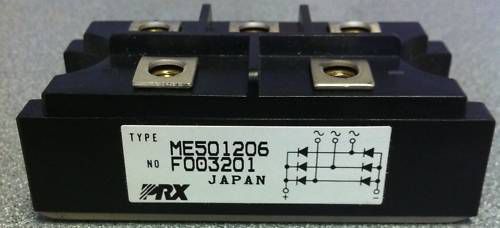 TYPE ME501206
NO F003201
JAPAN
PRX
~ ~ ~
+ -